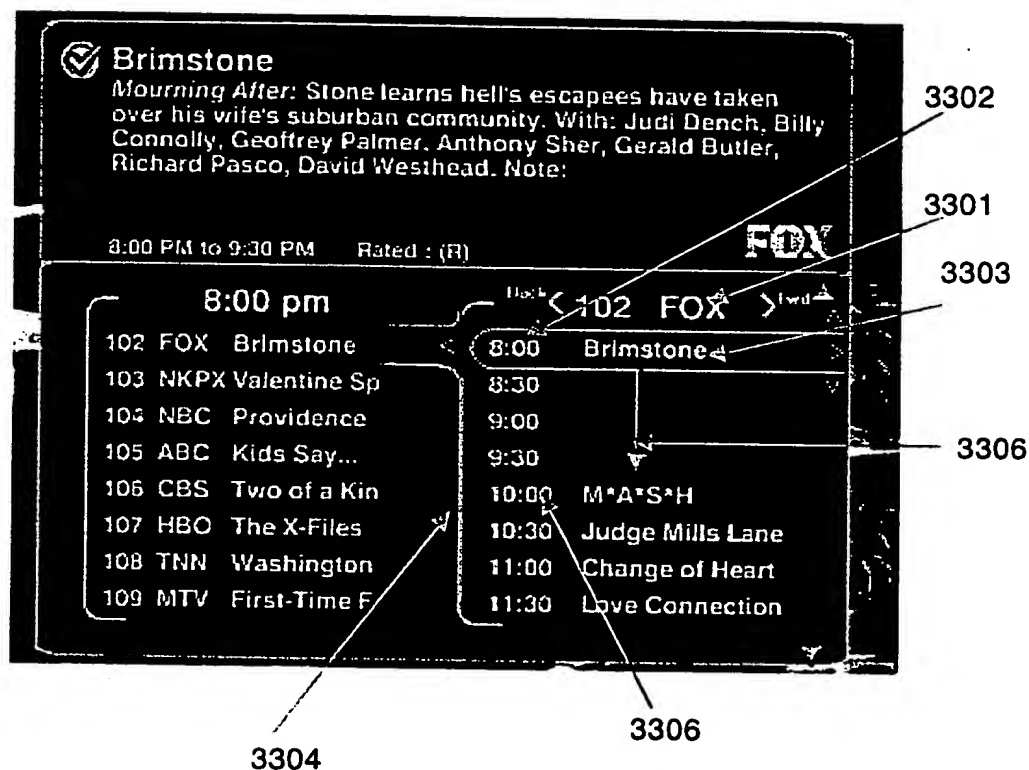 Brimstone
Mourning After: Stone learns hell's escapees have taken
over his wife's suburban community. With: Judi Dench, Billy
Connolly, Geoffrey Palmer, Anthony Sher, Gerald Butler,
Richard Pasco, David Westhead. Note:
8:00 PM to 9:30 PM Rated : (R)
FOX
8:00 pm
102 FOX Brimstone
103 NKPX Valentine Sp
104 NBC Providence
105 ABC Kids Say...
106 CBS Two of a Kin
107 HBO The X-Files
108 TNN Washington
109 MTV First-Time F
Back < 102 FOX > Fwd
8:00 Brimstone
8:30
9:00
9:30
10:00 M*A*S*H
10:30 Judge Mills Lane
11:00 Change of Heart
11:30 Love Connection
3302
3301
3303
3306
3306
3304